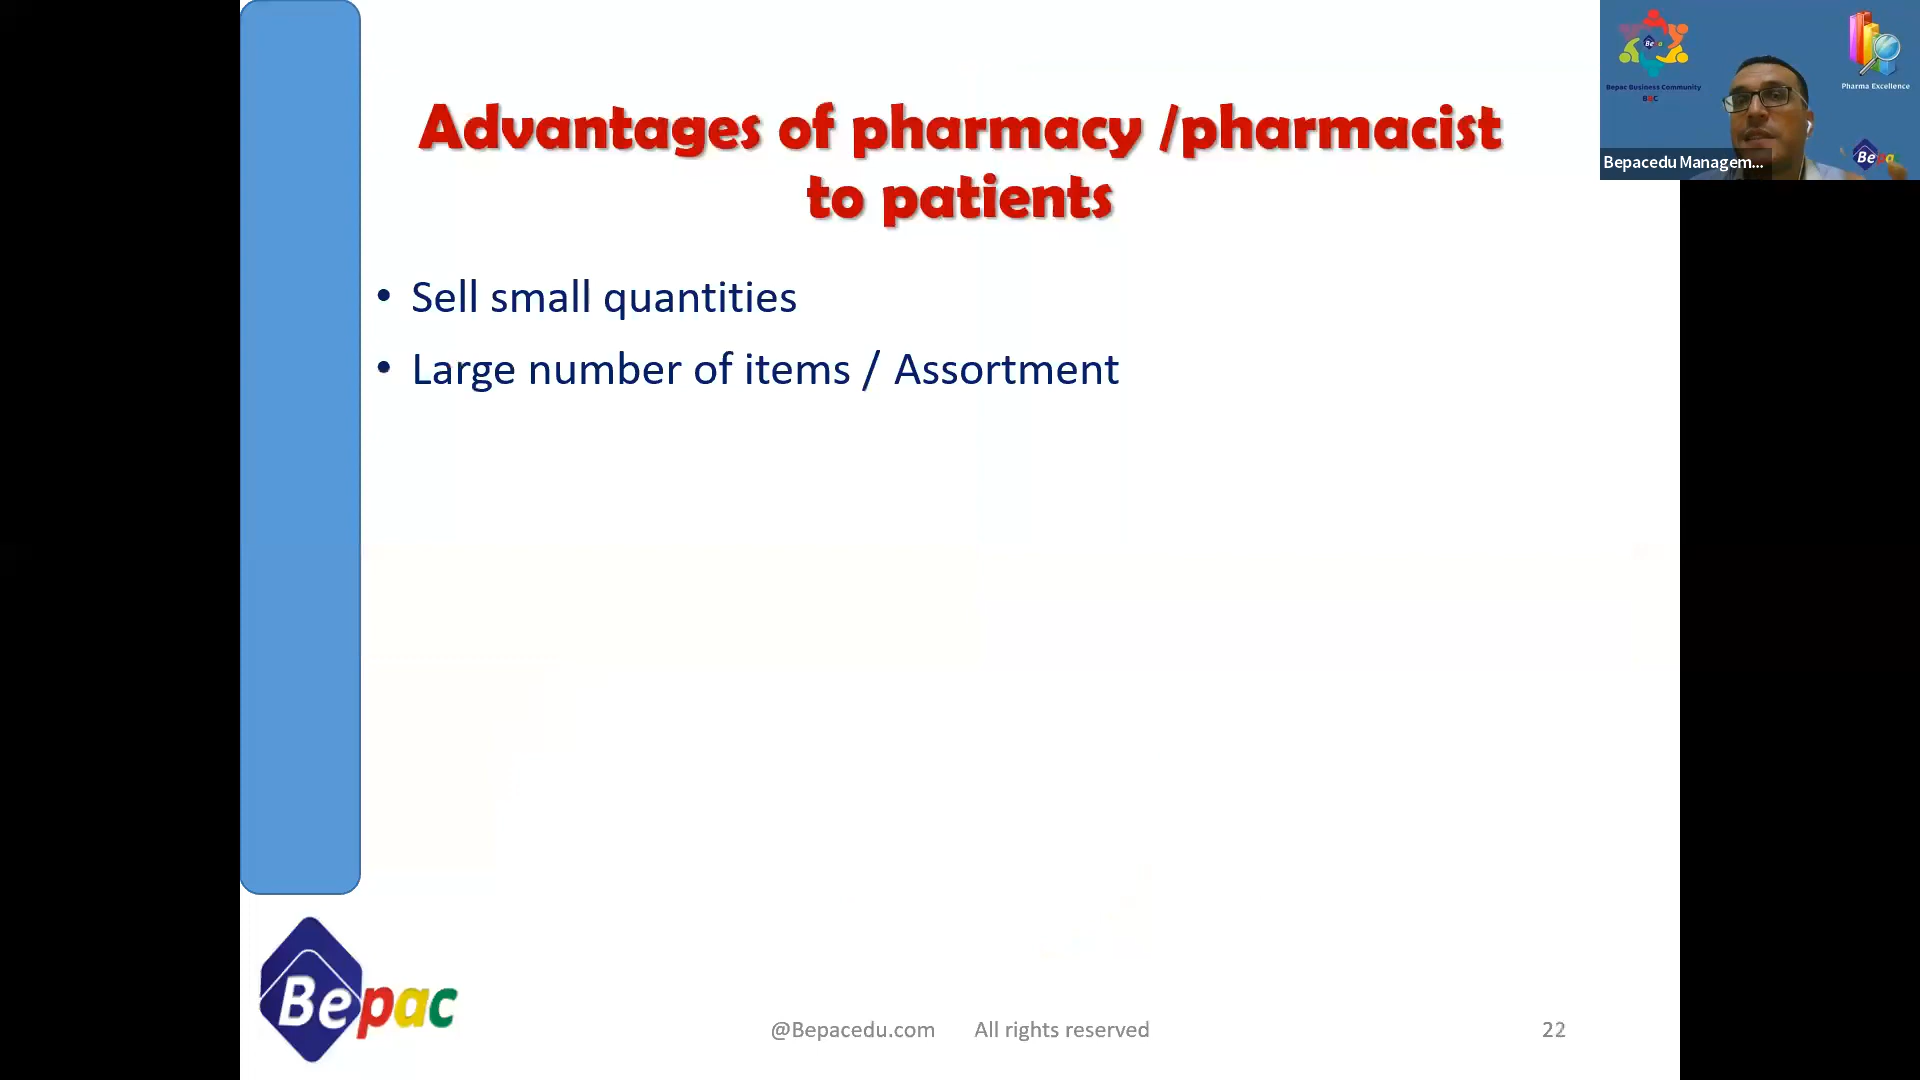 Advantages of pharmacy /pharmacist
to patients
• Sell small quantities
• Large number of items / Assortment
Bepac
@Bepacedu.com All rights reserved
22
Bepac Business Community
BBC
Pharma Excellence
Bepacedu Managem...